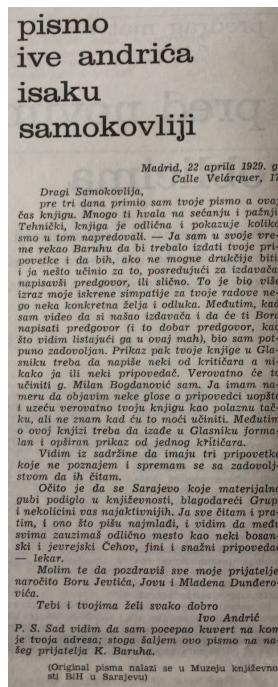 pismo
ive andrića
isaku
samokovliji
Madrid, 22 aprila 1929. g
Calle Velárquer, 17
Dragi Samokovlija,
pre tri dana primio sam tvoje pismo a ovaj
čas knjigu. Mnogo ti hvala na sećanju i pažnji
Tehnički, knjiga je odlična i pokazuje koliko
smo u tom napredovali. — Ja sam u svoje vre-
me rekao Baruhu da bi trebalo izdati tvoje pri-
povetke i da bih, ako ne mogne drukčije biti
i ja nešto učinio za to, posredujući za izdavača
napisavši predgovor, ili slično. To je bio više
izraz moje iskrene simpatije za tvoje radove ne-
go neka konkretna želja i odluka. Međutim, kad
sam video da si našao izdavača i da će ti Bora
napisati predgovor (i to dobar predgovor, kao
što vidim listajući ga u ovaj mah), bio sam pot-
puno zadovoljan. Prikaz pak tvoje knjige u Gla-
sniku treba da napiše neki od kritičara a ni-
kako ja ili neki pripovedač. Verovatno će to
učiniti g. Milan Bogdanović sam. Ja imam na-
meru da objavim neke glose o pripovedci uopšte
i uzeću verovatno tvoju knjigu kao polaznu tač-
ku, ali ne znam kad ću to moći učiniti. Međutim
o ovoj knjizi treba da izađe u Glasniku forma-
lan i opširan prikaz od jednog kritičara.
Vidim iz sadržine da imaju tri pripovetke
koje ne poznajem i spremam se sa zadovolj-
stvom da ih čitam.
Očito je da se Sarajevo koje materijalno
gubi podiglo u književnosti, blagodareći Grupi
i nekolicini vas najaktivnijih. Ja sve čitam i pra-
tim, i ono što pišu najmlađi, i vidim da među
svima zauzimaš odlično mesto kao neki bosan-
ski i jevrejski Čehov, fini i snažni pripovedač
— lekar.
Molim te da pozdraviš sve moje prijatelje
naročito Boru Jevtića, Jovu i Mladena Dunđero-
vića.
Tebi i tvojima želi svako dobro
Ivo Andrić
P. S. Sad vidim da sam pocepao kuvert na kom
je tvoja adresa; stoga šaljem ovo pismo na na-
šeg prijatelja K. Baruha.
(Original pisma nalazi se u Muzeju književno-
sti BiH u Sarajevu)